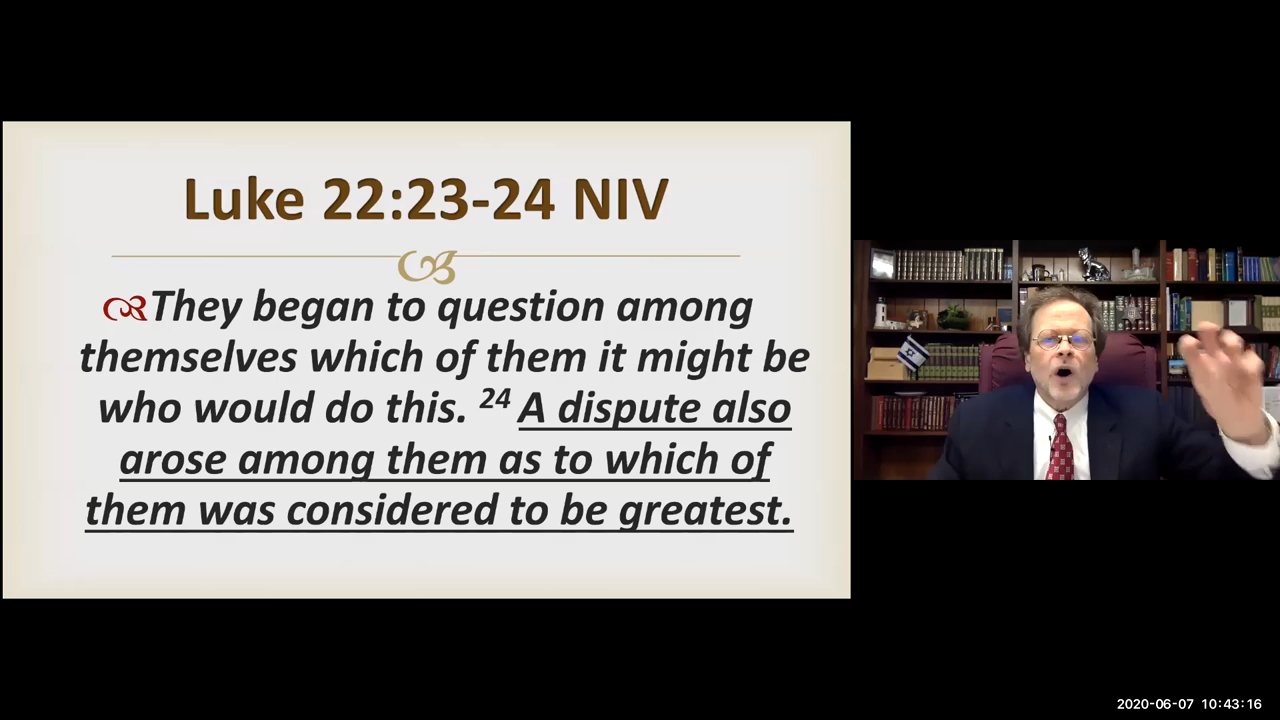 Luke 22:23-24 NIV
They began to question among
themselves which of them it might be
who would do this. 24 A dispute also
arose among them as to which of
them was considered to be greatest.
2020-06-07 10:43:16